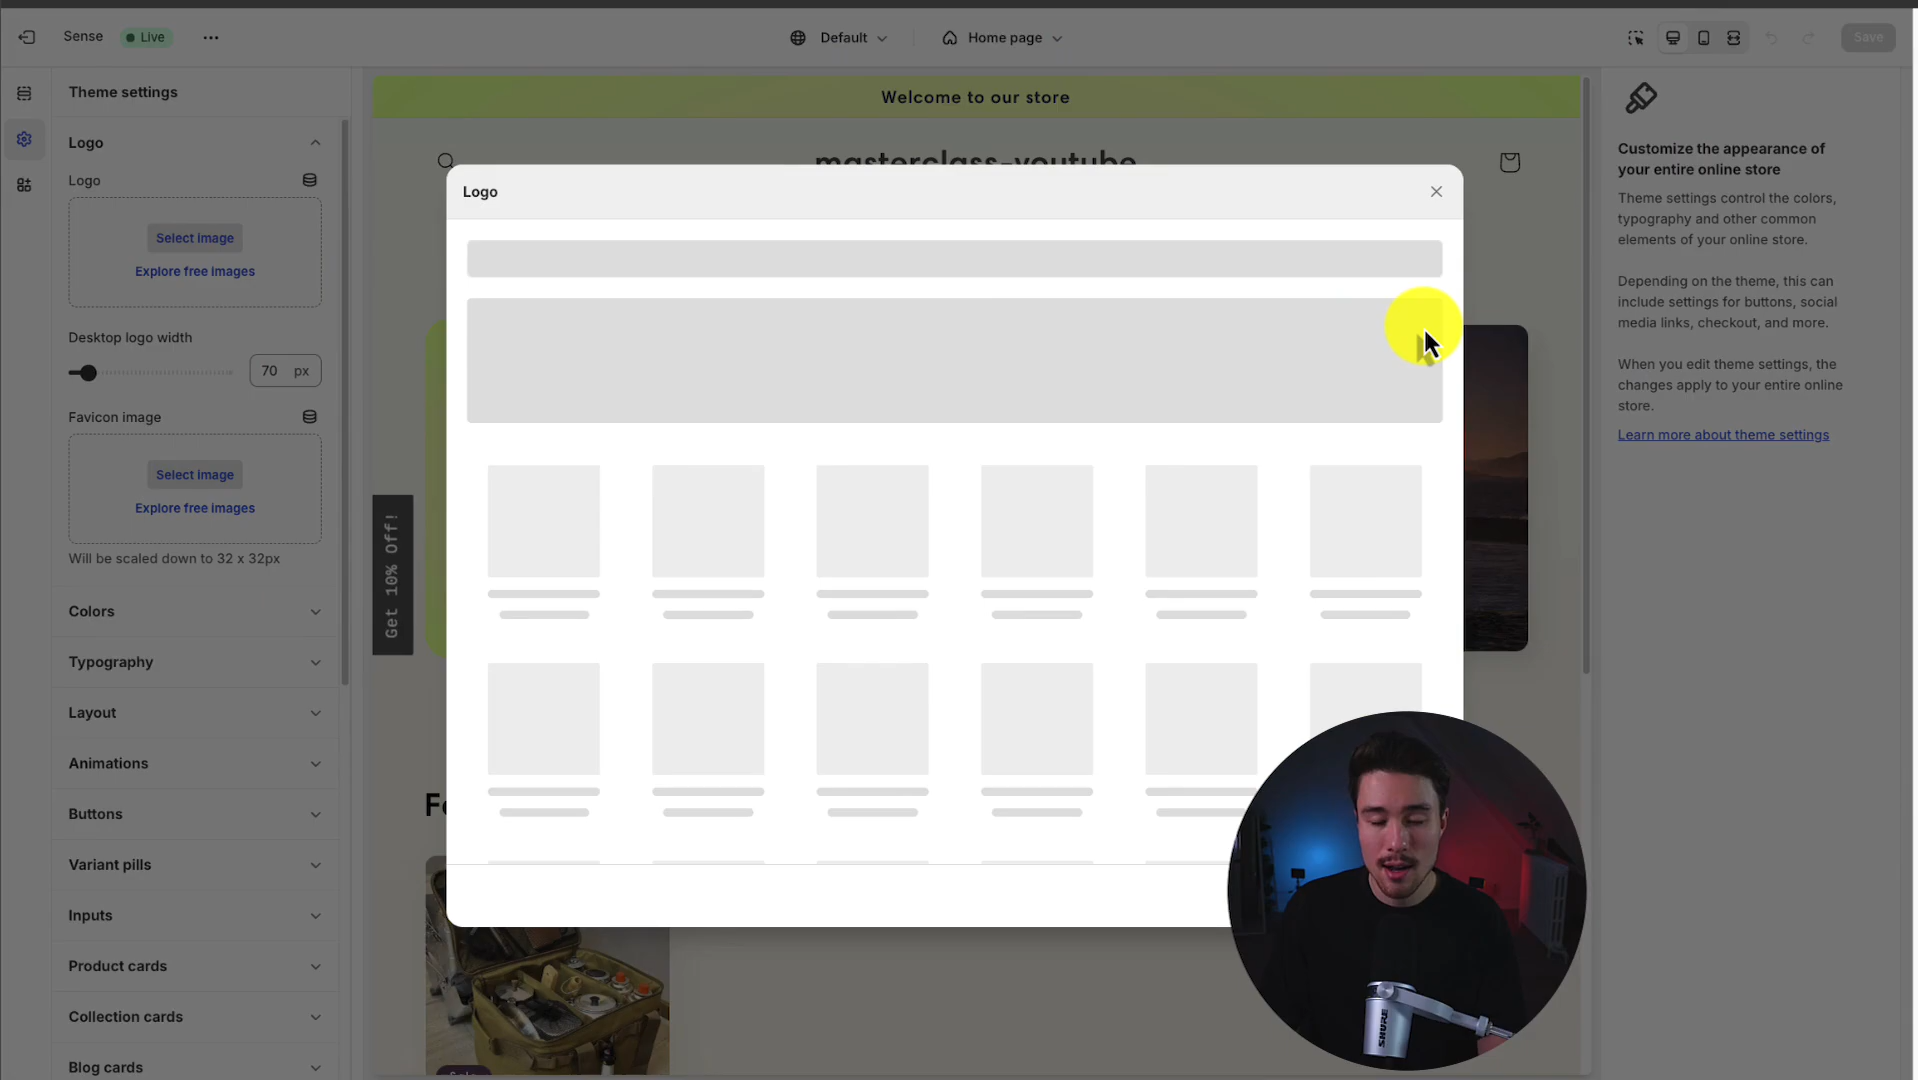 Sense
Live
Default
Home page
Save
Theme settings
Logo
Logo
Select image
Explore free images
Desktop logo width
70 px
Favicon image
Select image
Explore free images
Will be scaled down to 32 x 32px
Colors
Typography
Layout
Animations
Buttons
Variant pills
Inputs
Product cards
Collection cards
Blog cards
Welcome to our store
masterclass-youtube
Logo
Get 10% Off!
SHURE
Customize the appearance of
your entire online store
Theme settings control the colors,
typography and other common
elements of your online store.
Depending on the theme, this can
include settings for buttons, social
media links, checkout, and more.
When you edit theme settings, the
changes apply to your entire online
store.
Learn more about theme settings